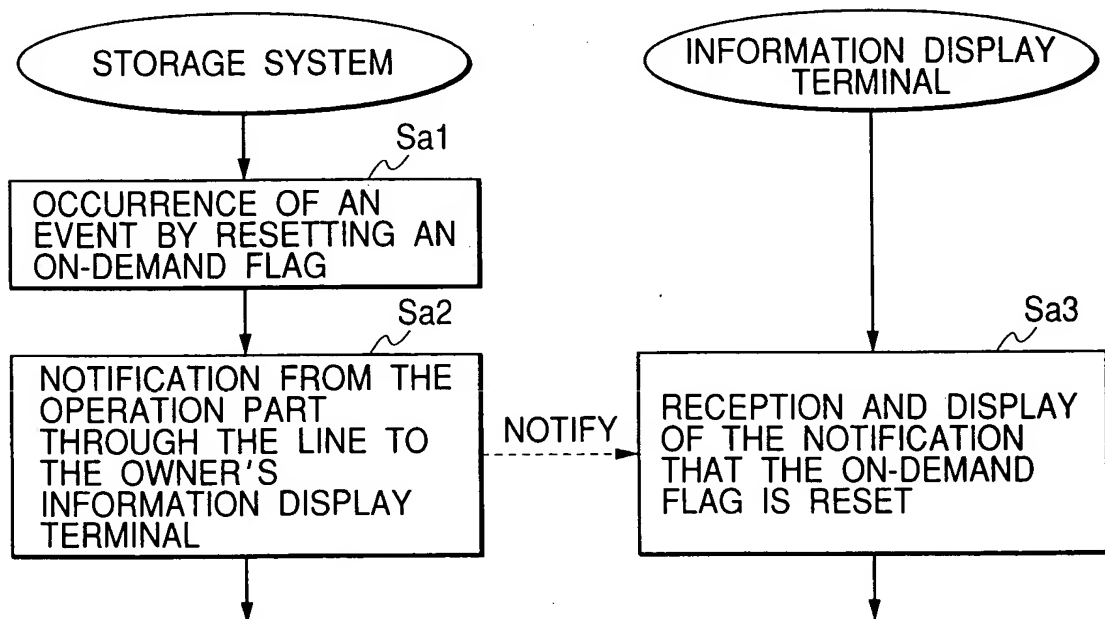 STORAGE SYSTEM
Sa1
OCCURRENCE OF AN
EVENT BY RESETTING AN
ON-DEMAND FLAG
Sa2
NOTIFICATION FROM THE
OPERATION PART
THROUGH THE LINE TO
THE OWNER'S
INFORMATION DISPLAY
TERMINAL
NOTIFY
INFORMATION DISPLAY
TERMINAL
Sa3
RECEPTION AND DISPLAY
OF THE NOTIFICATION
THAT THE ON-DEMAND
FLAG IS RESET